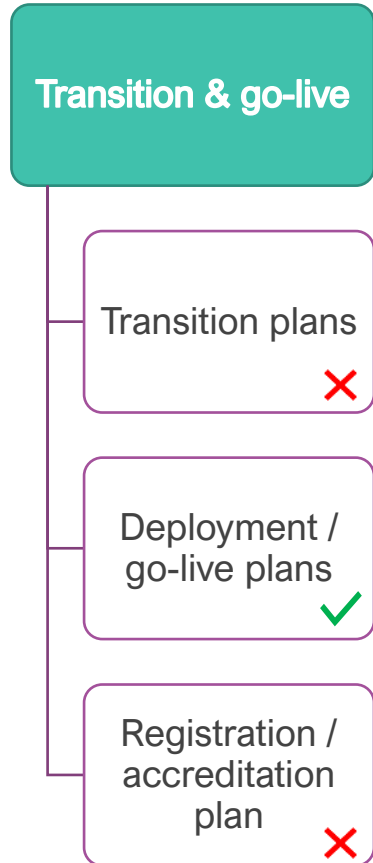 Transition & go-live
Transition plans
Deployment /
go-live plans
Registration /
accreditation
plan